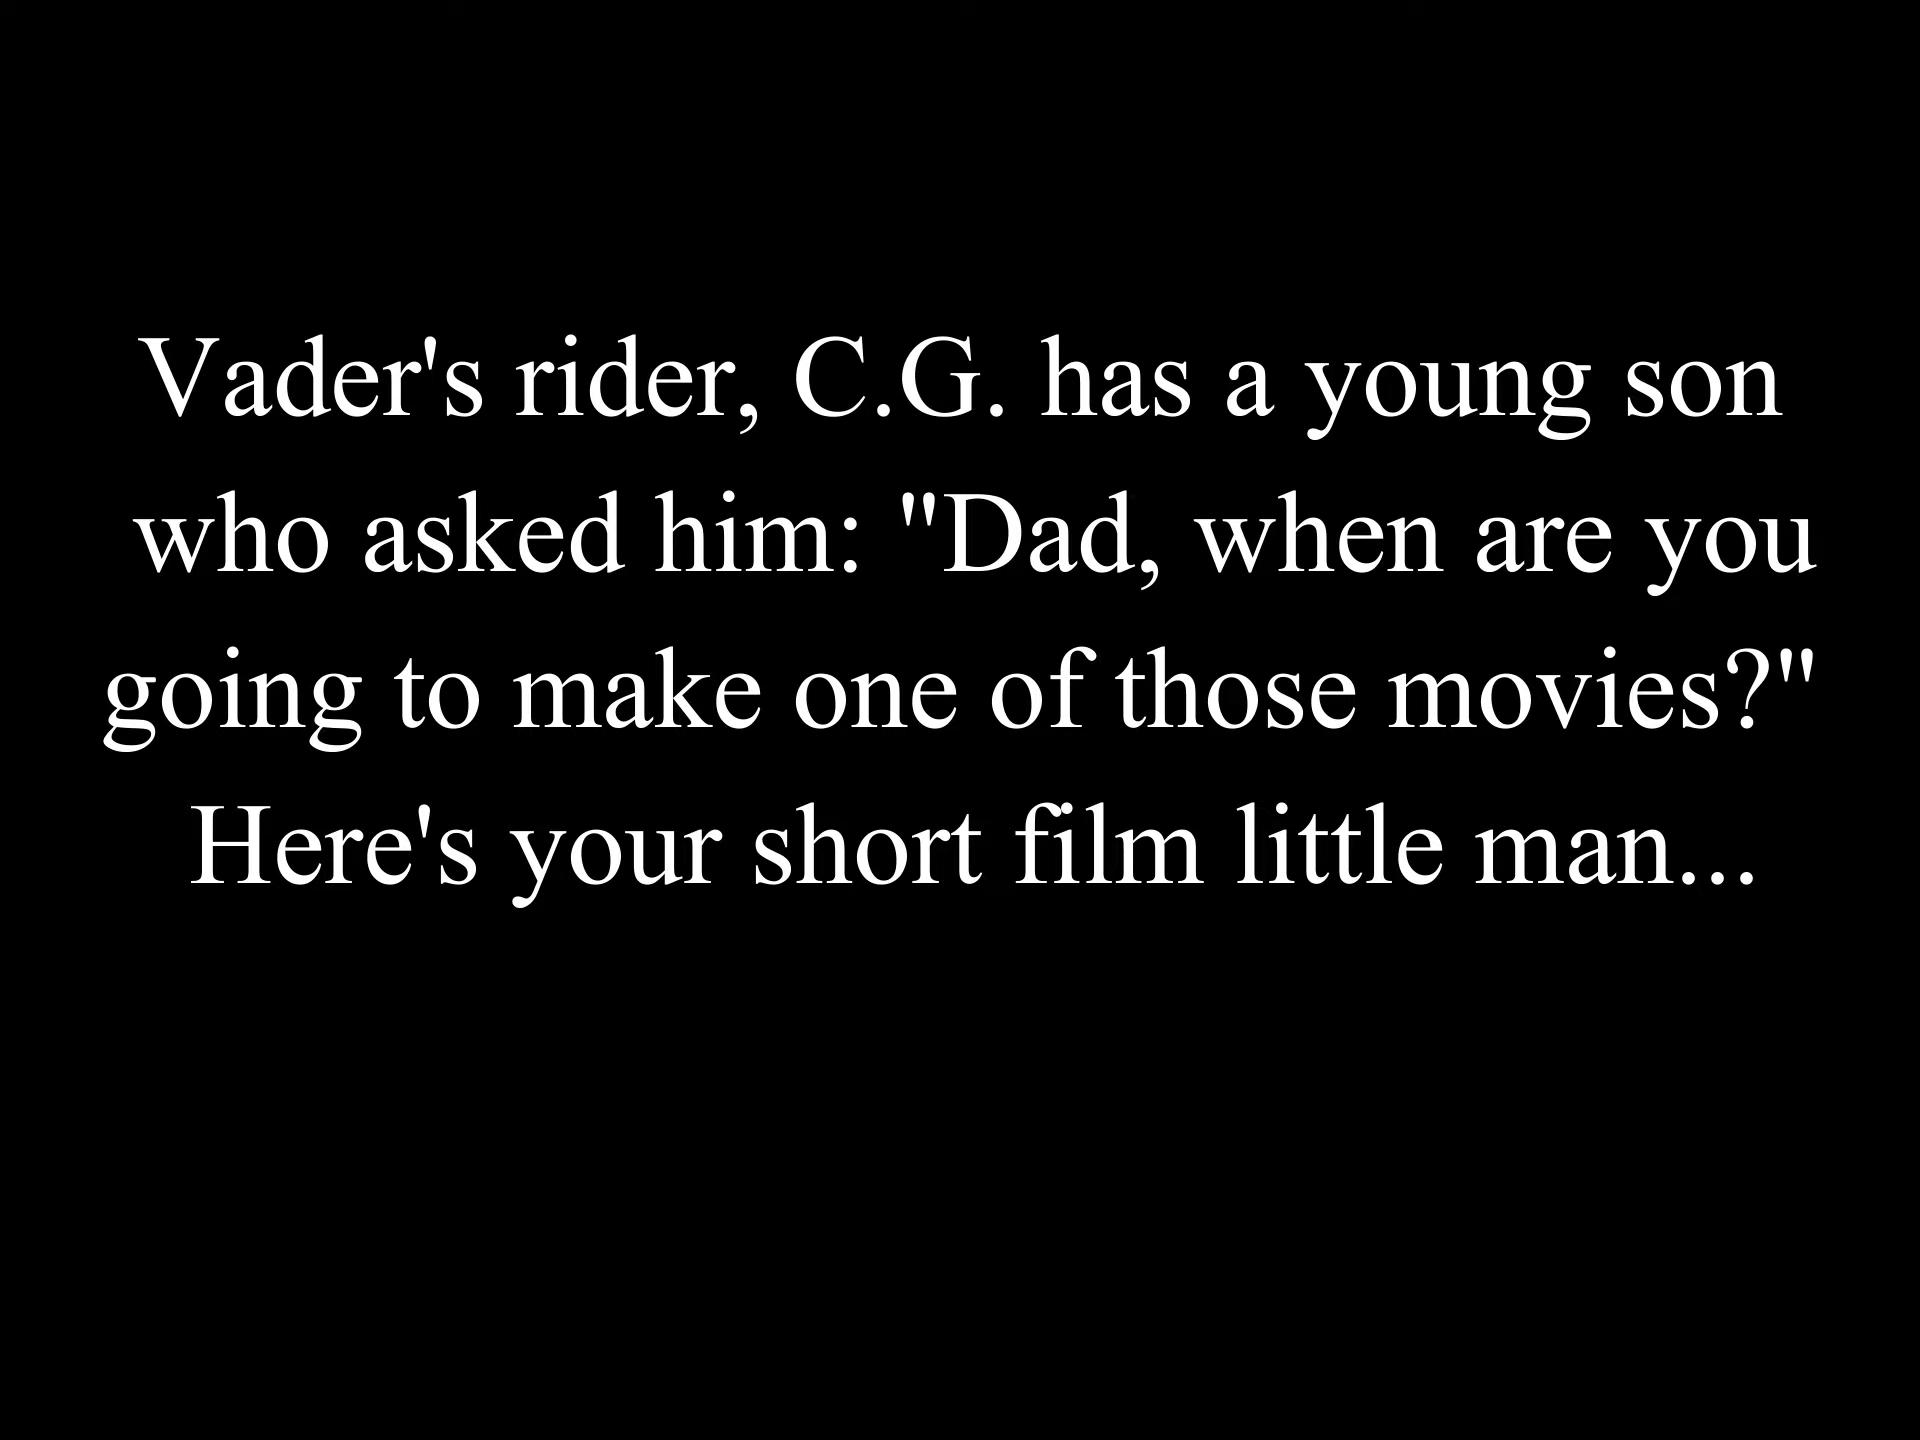 Vader's rider, C.G. has a young son
who asked him: "Dad, when are you
going to make one of those movies?"
Here's your short film little man...